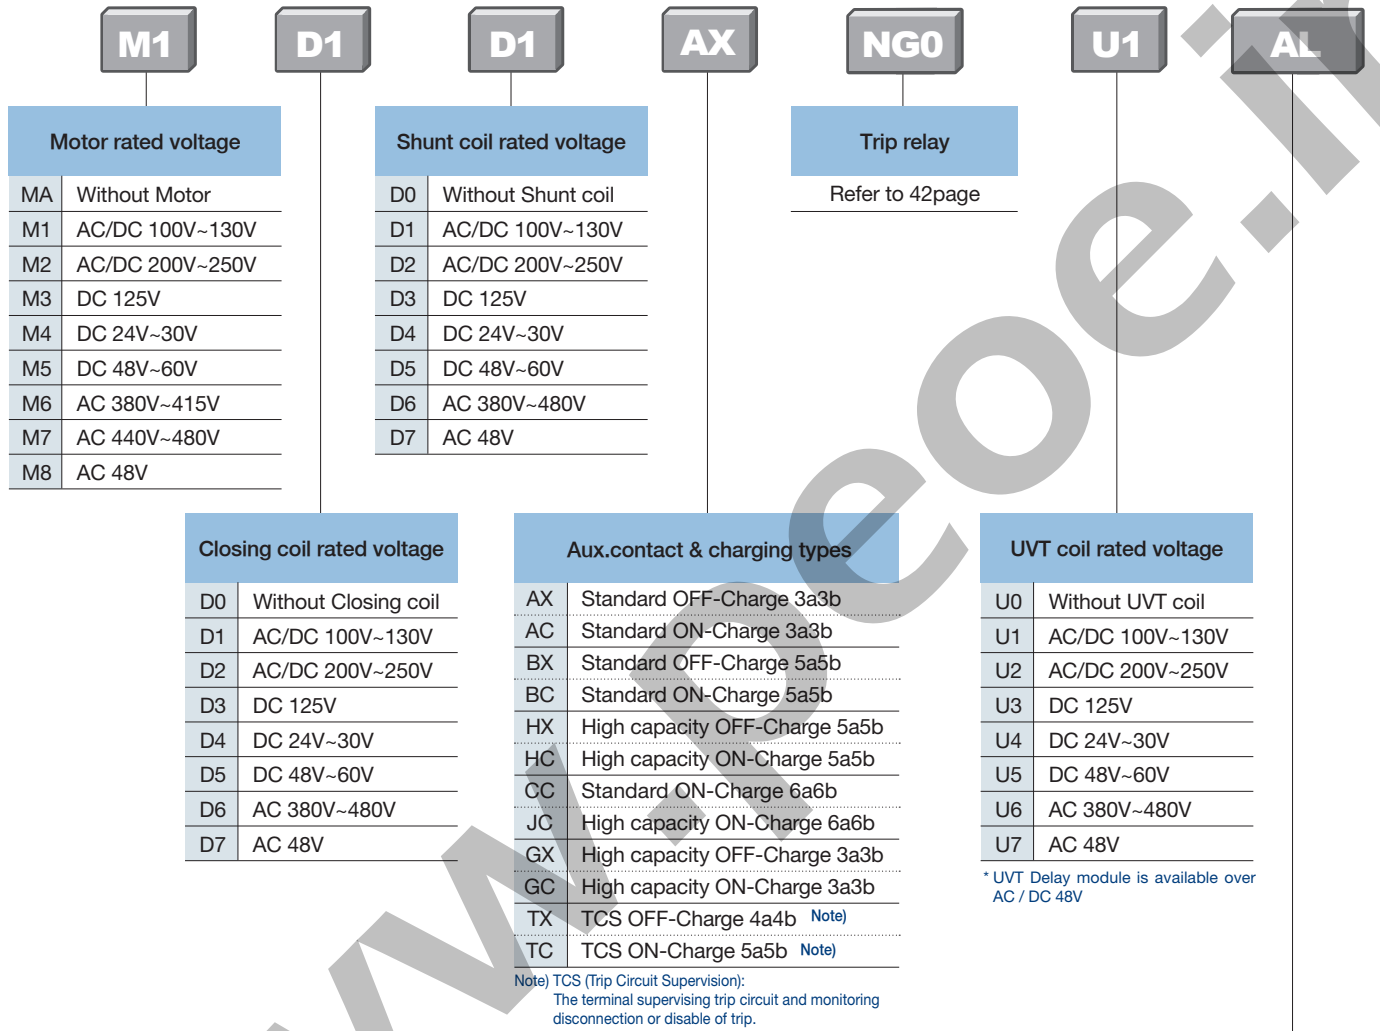 M1 D1 D1 AX NG0 U1 AL
Motor rated voltage
MA Without Motor
M1 AC/DC 100V~130V
M2 AC/DC 200V~250V
M3 DC 125V
M4 DC 24V~30V
M5 DC 48V~60V
M6 AC 380V~415V
M7 AC 440V~480V
M8 AC 48V
Shunt coil rated voltage
D0 Without Shunt coil
D1 AC/DC 100V~130V
D2 AC/DC 200V~250V
D3 DC 125V
D4 DC 24V~30V
D5 DC 48V~60V
D6 AC 380V~480V
D7 AC 48V
Trip relay
Refer to 42page
Closing coil rated voltage
D0 Without Closing coil
D1 AC/DC 100V~130V
D2 AC/DC 200V~250V
D3 DC 125V
D4 DC 24V~30V
D5 DC 48V~60V
D6 AC 380V~480V
D7 AC 48V
Aux.contact & charging types
AX Standard OFF-Charge 3a3b
AC Standard ON-Charge 3a3b
BX Standard OFF-Charge 5a5b
BC Standard ON-Charge 5a5b
HX High capacity OFF-Charge 5a5b
HC High capacity ON-Charge 5a5b
CC Standard ON-Charge 6a6b
JC High capacity ON-Charge 6a6b
GX High capacity OFF-Charge 3a3b
GC High capacity ON-Charge 3a3b
TX TCS OFF-Charge 4a4b Note)
TC TCS ON-Charge 5a5b Note)
Note) TCS (Trip Circuit Supervision):
The terminal supervising trip circuit and monitoring
disconnection or disable of trip.
UVT coil rated voltage
U0 Without UVT coil
U1 AC/DC 100V~130V
U2 AC/DC 200V~250V
U3 DC 125V
U4 DC 24V~30V
U5 DC 48V~60V
U6 AC 380V~480V
U7 AC 48V
* UVT Delay module is available over
AC / DC 48V
w.peoe.ir